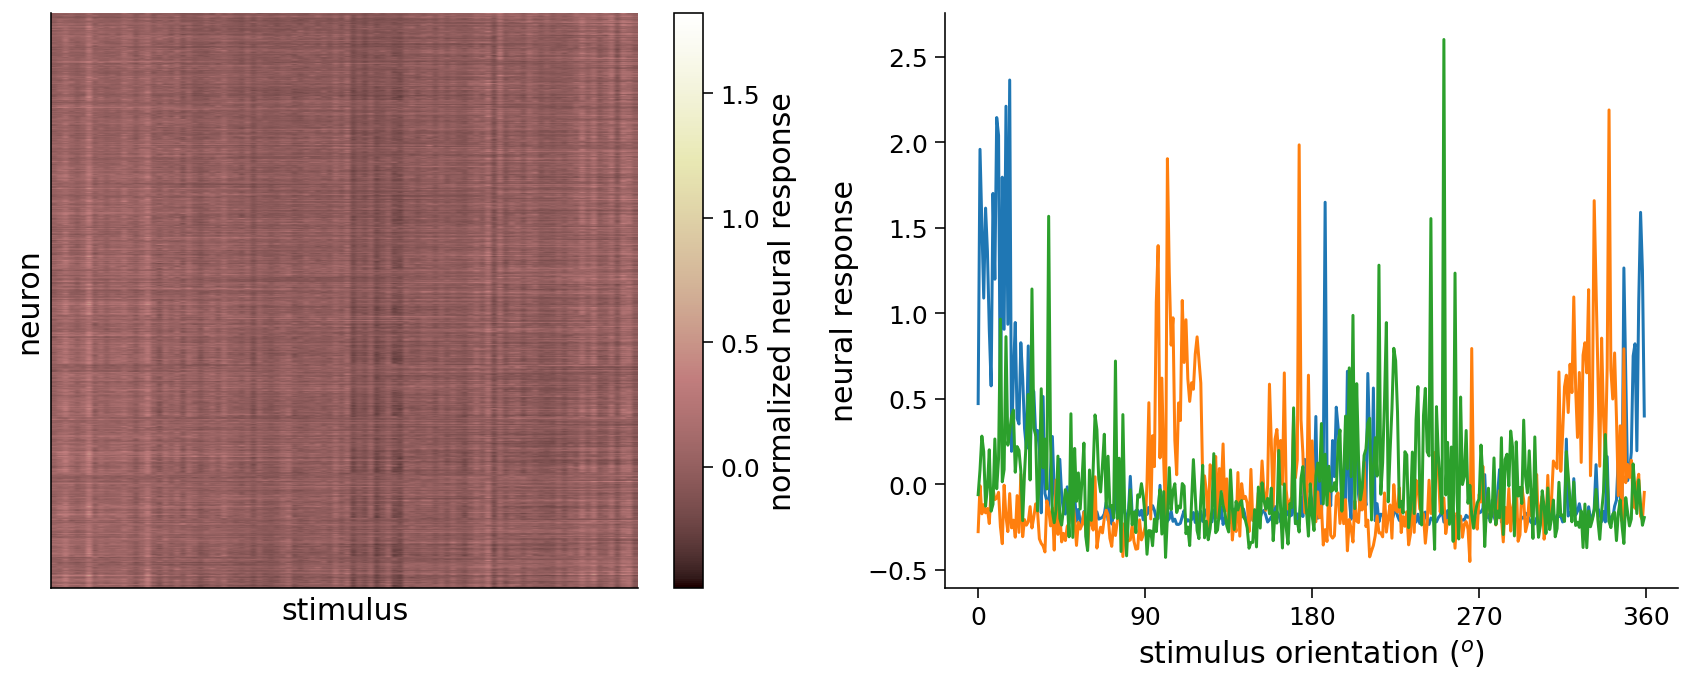 neuron
stimulus
1.5
1.0
0.5
0.0
normalized neural response
neural response
2.5
2.0
1.5
1.0
0.5
0.0
−0.5
0 90 180 270 360
stimulus orientation (o)